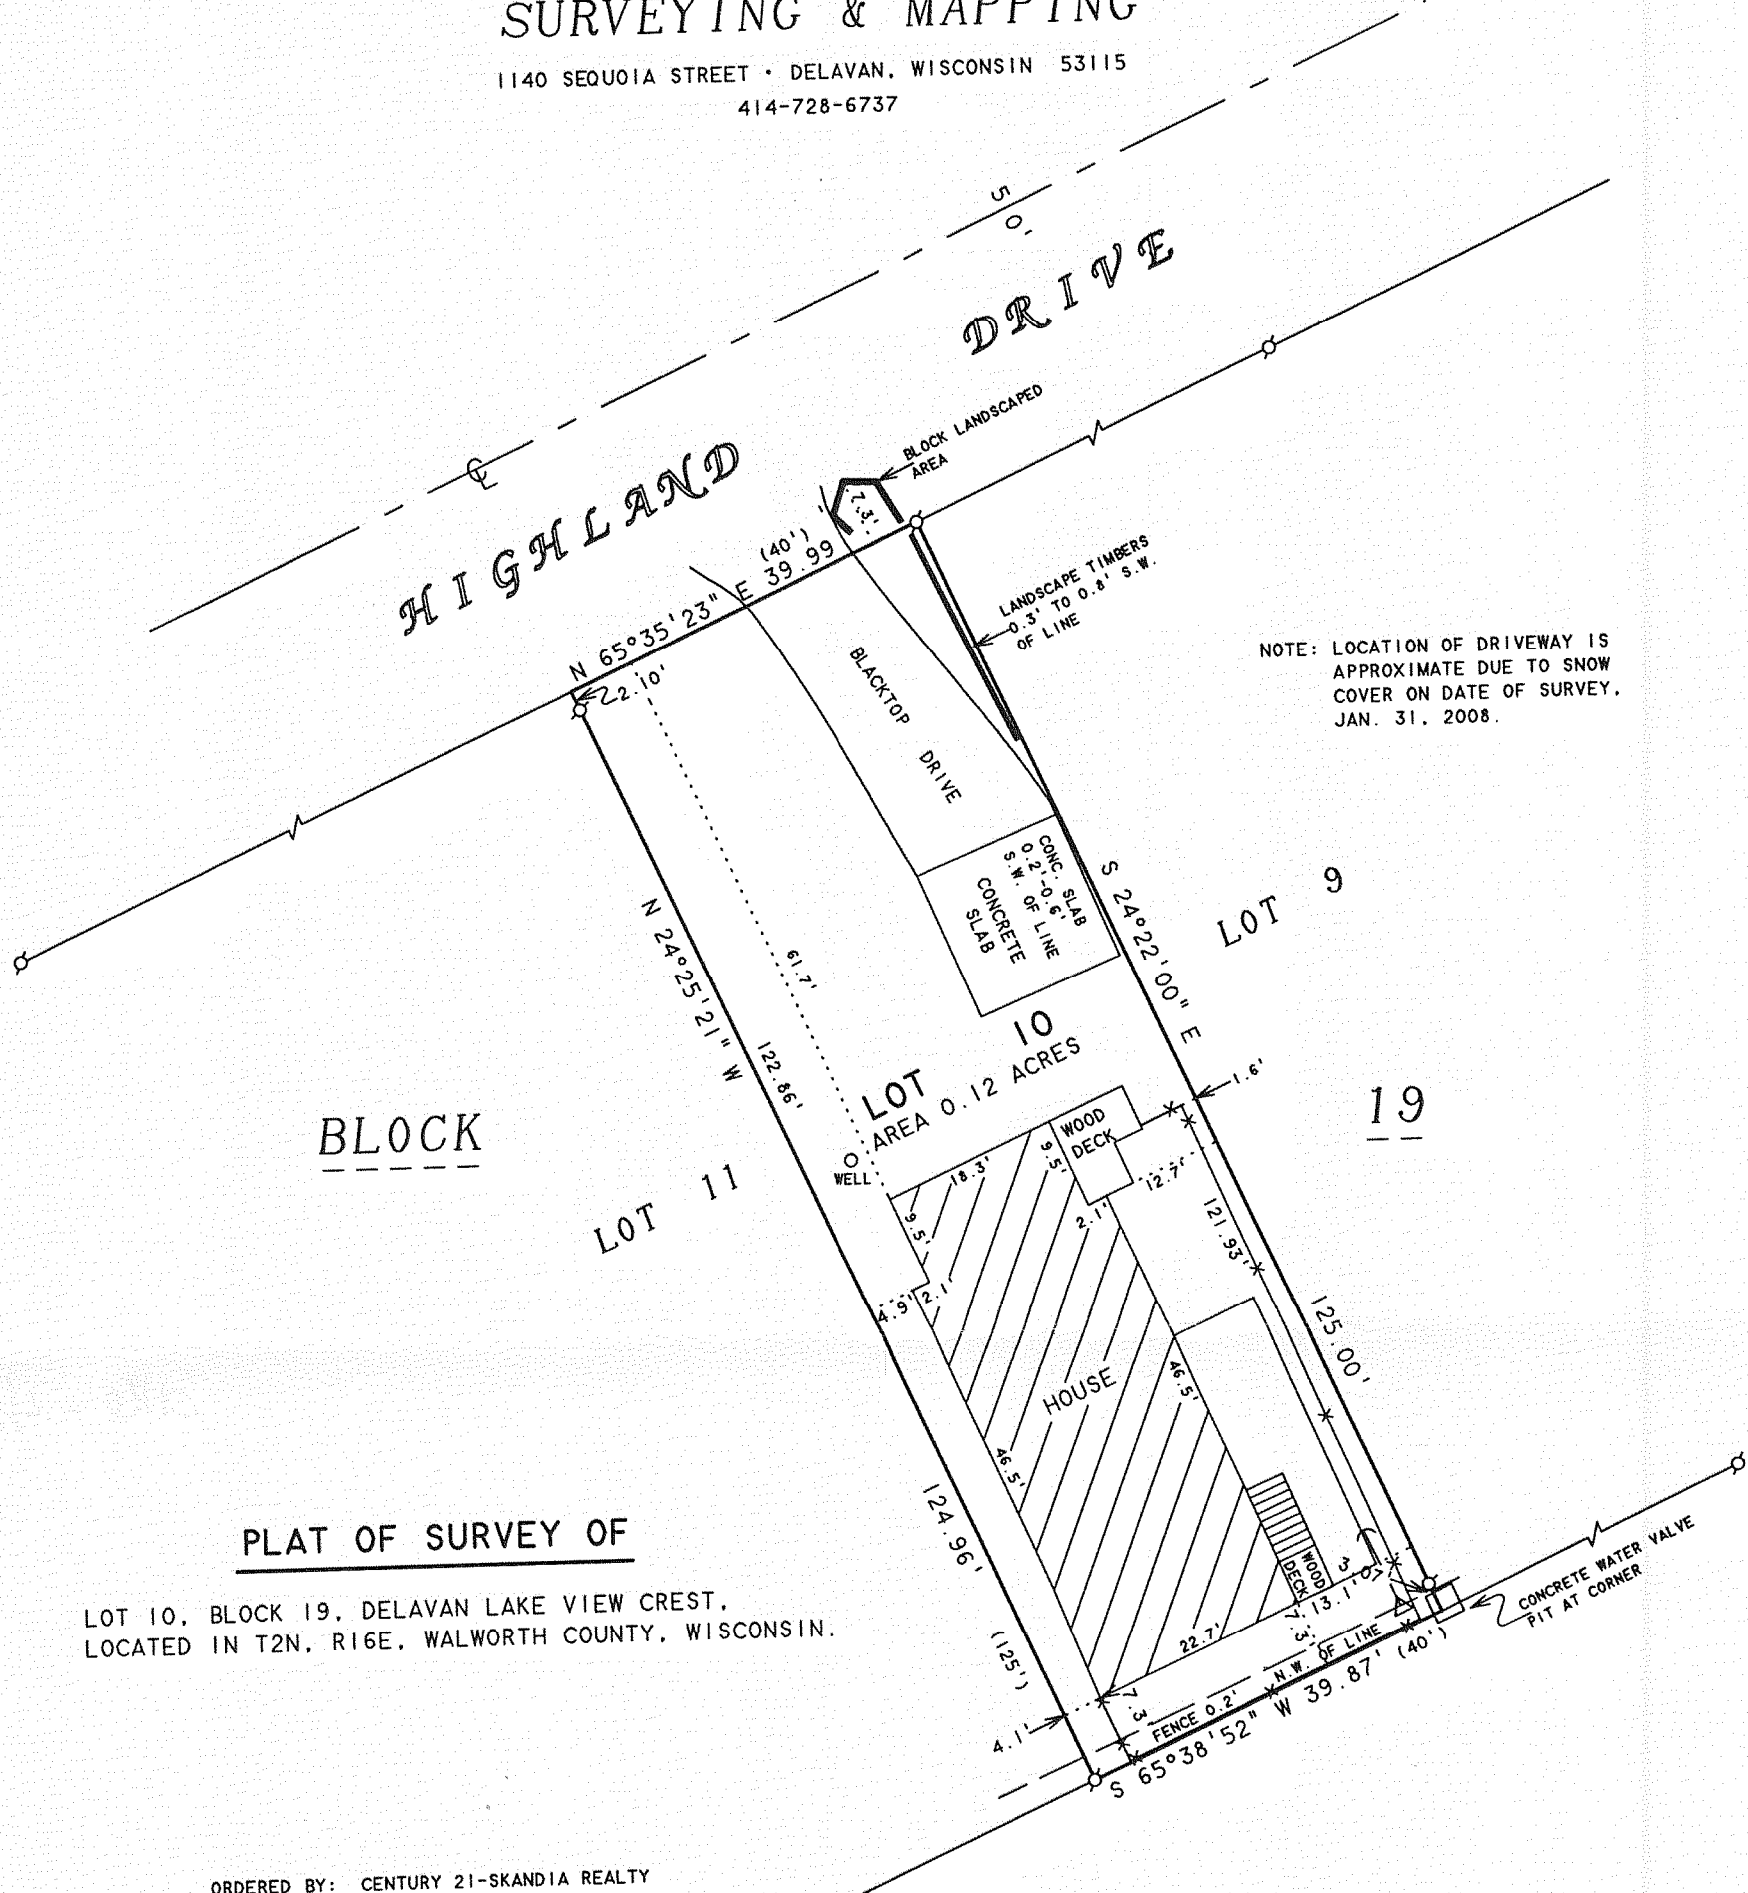 SURVEYING & MAPPING
1140 SEQUOIA STREET • DELAVAN, WISCONSIN 53115
414-728-6737
50'
HIGHLAND DRIVE
℄
BLOCK LANDSCAPED
AREA
7.3'
(40')
N 65°35'23" E 39.99'
2.10'
LANDSCAPE TIMBERS
0.3' TO 0.8' S.W.
OF LINE
NOTE: LOCATION OF DRIVEWAY IS
APPROXIMATE DUE TO SNOW
COVER ON DATE OF SURVEY,
JAN. 31, 2008.
BLACKTOP DRIVE
CONC. SLAB
0.2'-0.6'
S.W. OF LINE
CONCRETE
SLAB
S 24°22'00" E
LOT 9
N 24°25'21" W
61.7'
122.86'
LOT 10
AREA 0.12 ACRES
1.6'
BLOCK 19
LOT 11
WELL
WOOD
DECK
18.3'
9.5'
12.7'
9.5'
2.1'
121.93'
4.9'
2.1'
125.00'
HOUSE
46.5'
46.5'
124.96'
(125')
PLAT OF SURVEY OF
LOT 10, BLOCK 19, DELAVAN LAKE VIEW CREST,
LOCATED IN T2N, R16E, WALWORTH COUNTY, WISCONSIN.
WOOD
DECK
13.1'
22.7'
7.3'
7.3'
4.1'
FENCE 0.2' N.W. OF LINE
S 65°38'52" W 39.87' (40')
CONCRETE WATER VALVE
PIT AT CORNER
ORDERED BY: CENTURY 21-SKANDIA REALTY